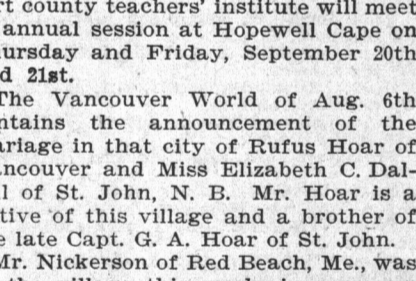 rt county teachers' institute will meet
annual session at Hopewell Cape on
ursday and Friday, September 20th
d 21st.
The Vancouver World of Aug. 6th
ntains the announcement of the
rriage in that city of Rufus Hoar of
ncouver and Miss Elizabeth C. Dal-
l of St. John, N. B. Mr. Hoar is a
tive of this village and a brother of
e late Capt. G. A. Hoar of St. John.
Mr. Nickerson of Red Beach, Me., was